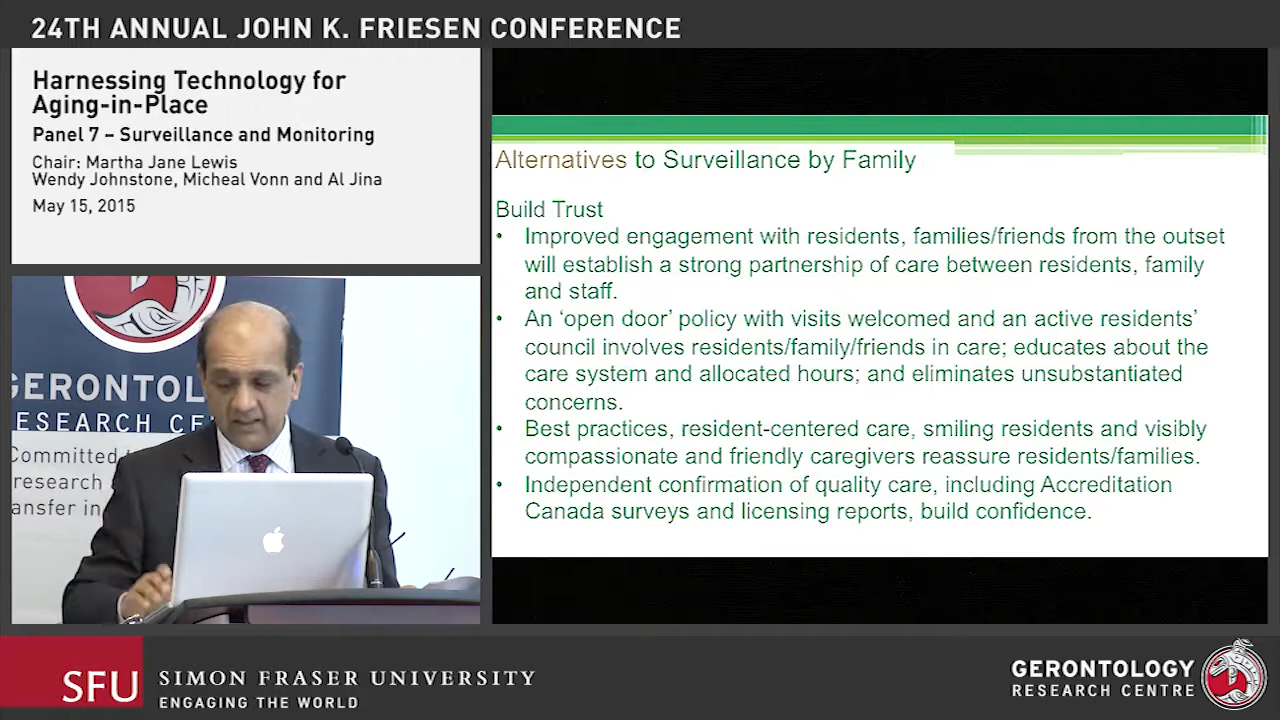 24TH ANNUAL JOHN K. FRIESEN CONFERENCE
Harnessing Technology for
Aging-in-Place
Panel 7 – Surveillance and Monitoring
Chair: Martha Jane Lewis
Wendy Johnstone, Micheal Vonn and Al Jina
May 15, 2015
GERONTOL
RESEARCH CE
Committed t
research
ansfer in
Alternatives to Surveillance by Family
Build Trust
• Improved engagement with residents, families/friends from the outset
will establish a strong partnership of care between residents, family
and staff.
• An ‘open door’ policy with visits welcomed and an active residents’
council involves residents/family/friends in care; educates about the
care system and allocated hours; and eliminates unsubstantiated
concerns.
• Best practices, resident-centered care, smiling residents and visibly
compassionate and friendly caregivers reassure residents/families.
• Independent confirmation of quality care, including Accreditation
Canada surveys and licensing reports, build confidence.
SFU
SIMON FRASER UNIVERSITY
ENGAGING THE WORLD
GERONTOLOGY
RESEARCH CENTRE